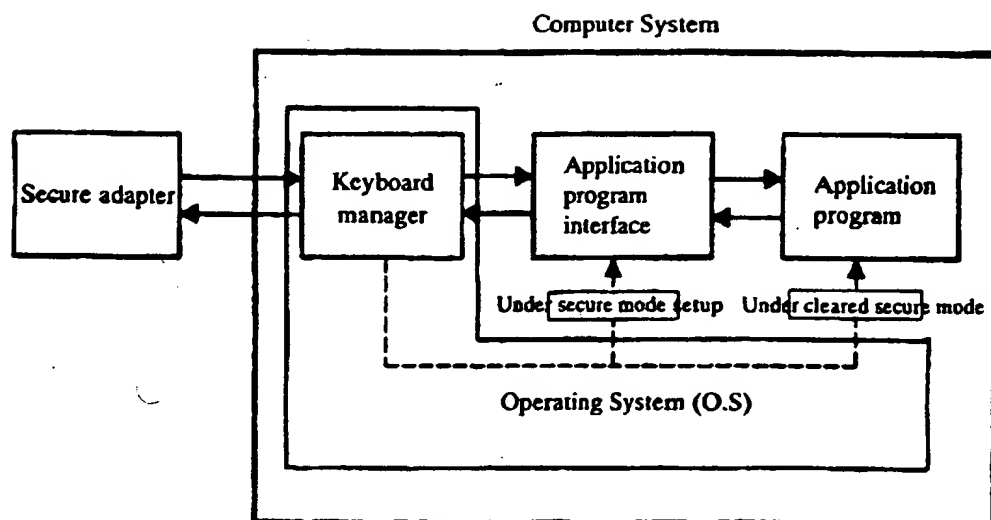 Computer System
Secure adapter
Keyboard
manager
Application
program
interface
Application
program
Under secure mode setup
Under cleared secure mode
Operating System (O.S)